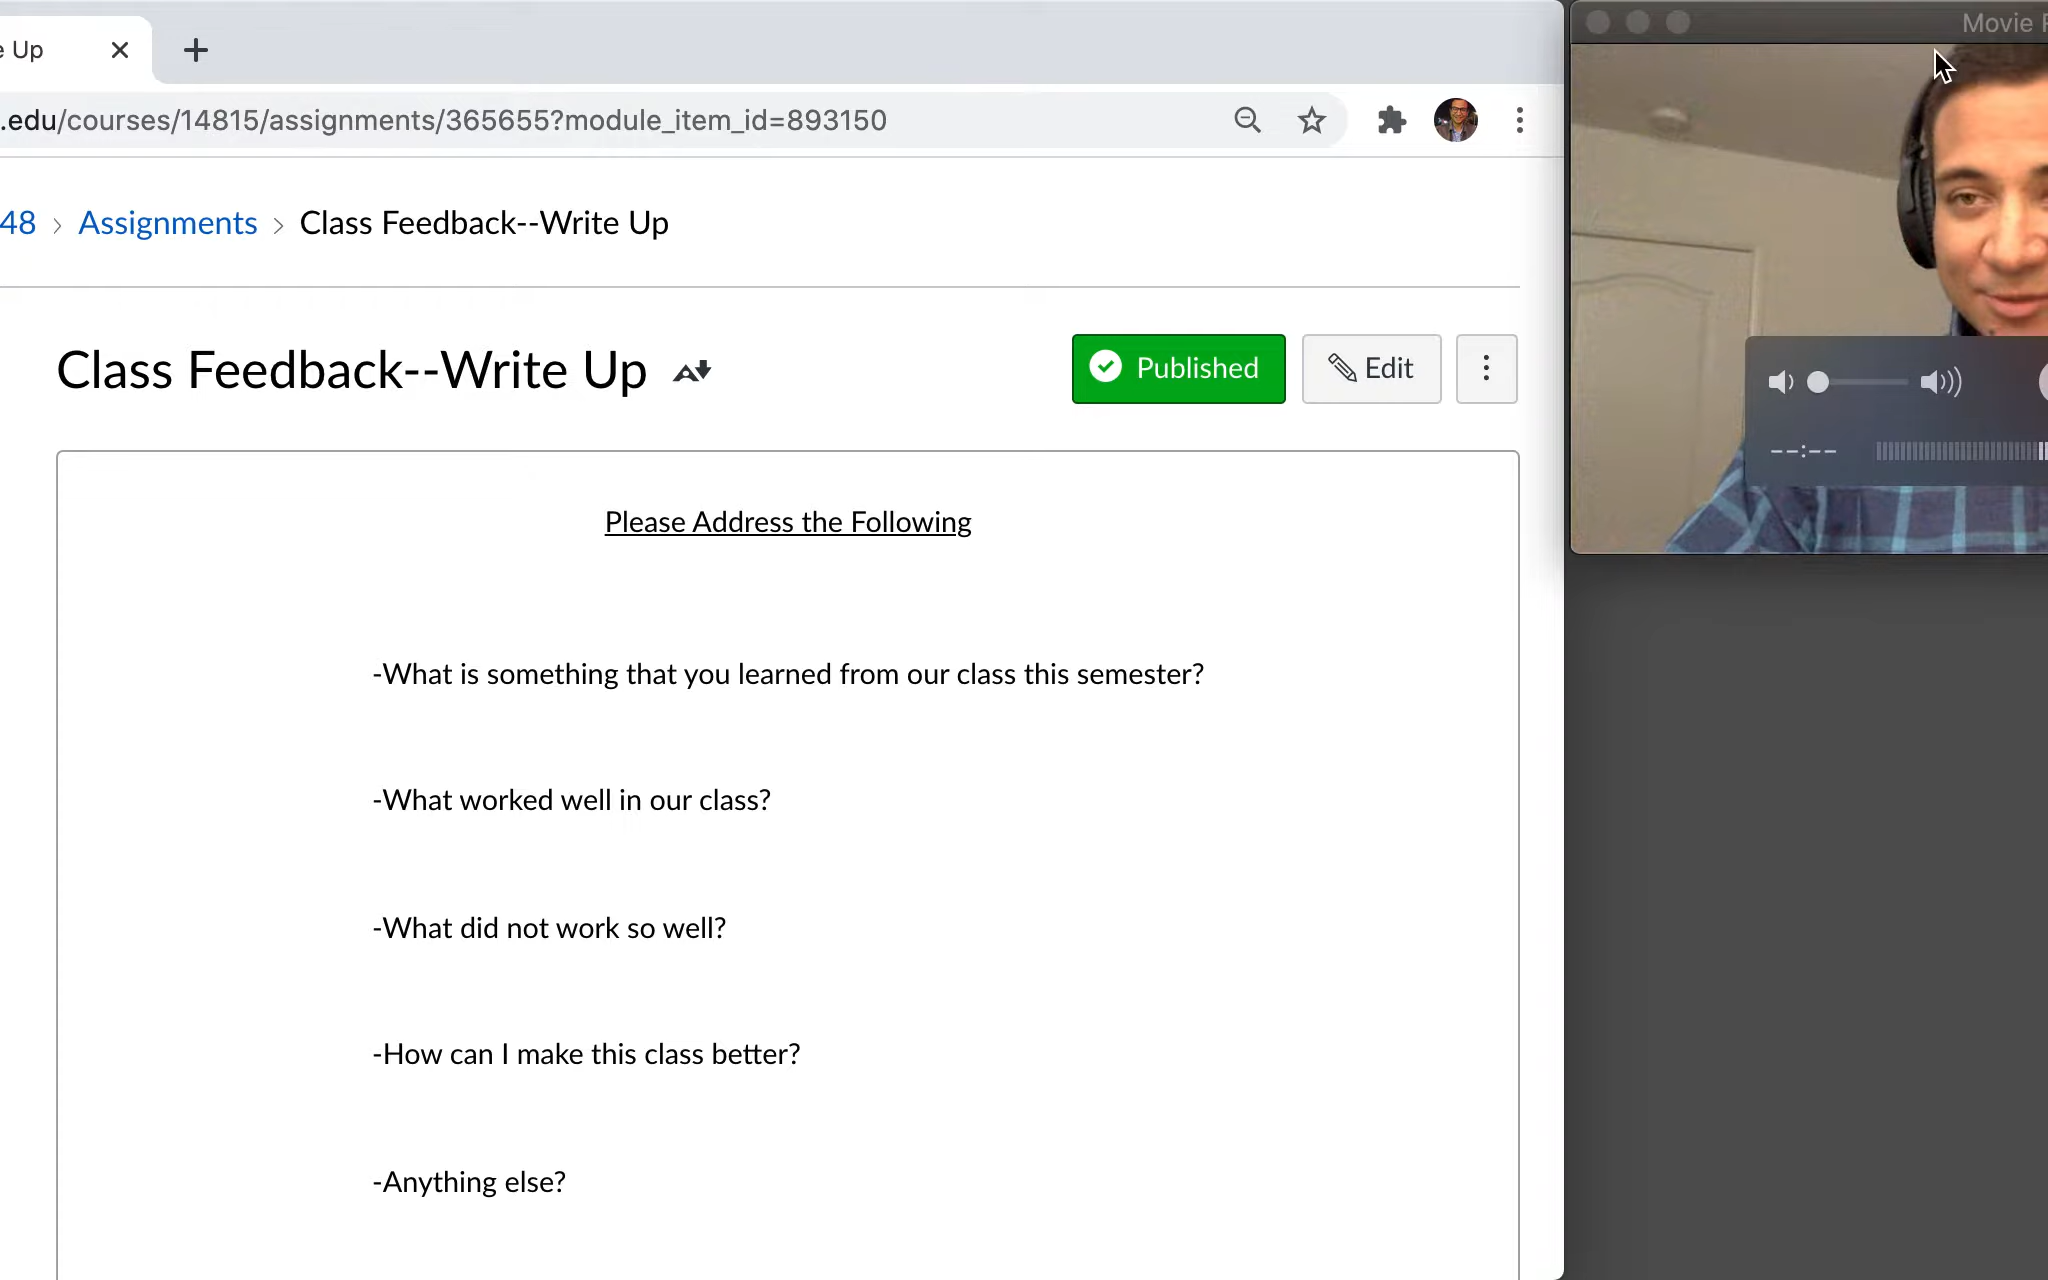 e Up
.edu/courses/14815/assignments/365655?module_item_id=893150
48 > Assignments > Class Feedback--Write Up
Class Feedback--Write Up
Published
Edit
Please Address the Following
-What is something that you learned from our class this semester?
-What worked well in our class?
-What did not work so well?
-How can I make this class better?
-Anything else?
Movie
--:--